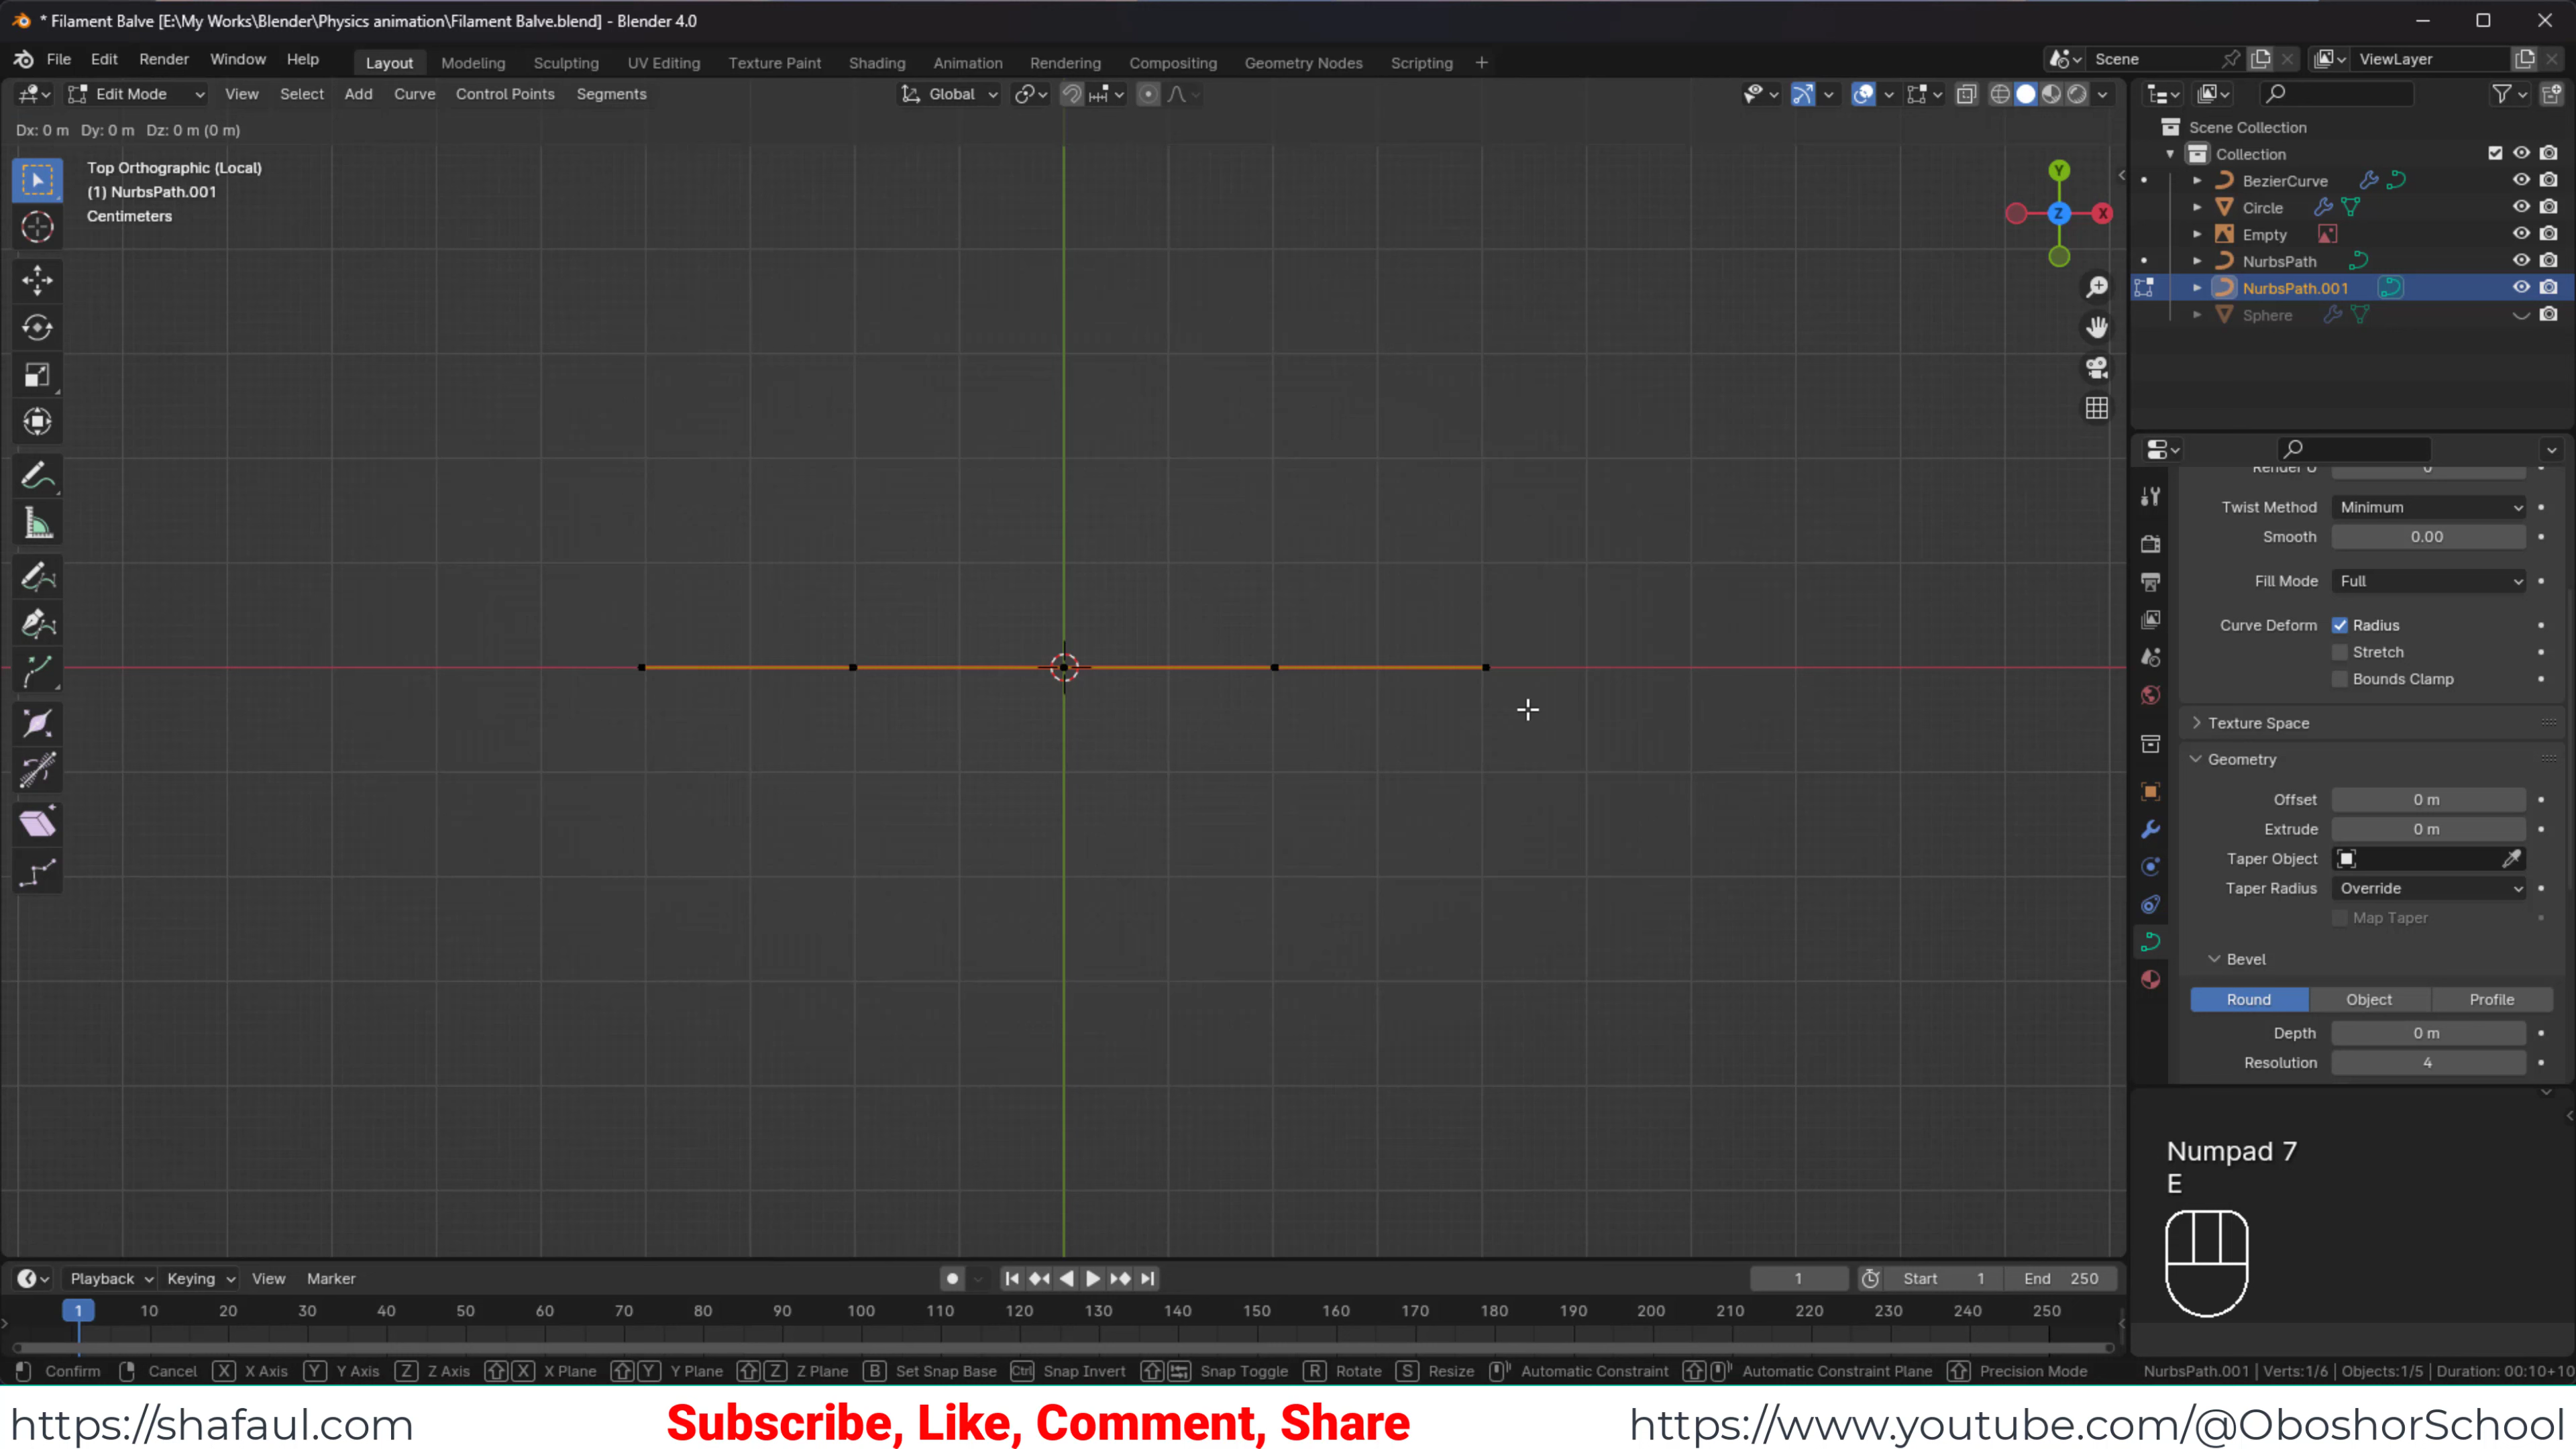 * Filament Balve [E:\My Works\Blender\Physics animation\Filament Balve.blend] - Blender 4.0
File Edit Render Window Help Layout Modeling Sculpting UV Editing Texture Paint Shading Animation Rendering Compositing Geometry Nodes Scripting + Scene ViewLayer
Edit Mode View Select Add Curve Control Points Segments Global
Dx: 0 m Dy: 0 m Dz: 0 m (0 m)
Top Orthographic (Local)
(1) NurbsPath.001
Centimeters
Y
Z X
Scene Collection
Collection
BezierCurve
Circle
Empty
NurbsPath
NurbsPath.001
Sphere
Render U 0
Twist Method Minimum
Smooth 0.00
Fill Mode Full
Curve Deform Radius
Stretch
Bounds Clamp
Texture Space
Geometry
Offset 0 m
Extrude 0 m
Taper Object
Taper Radius Override
Map Taper
Bevel
Round Object Profile
Depth 0 m
Resolution 4
Numpad 7
E
Playback Keying View Marker 1 Start 1 End 250
1 10 20 30 40 50 60 70 80 90 100 110 120 130 140 150 160 170 180 190 200 210 220 230 240 250
Confirm Cancel X X Axis Y Y Axis Z Z Axis X X Plane Y Y Plane Z Z Plane B Set Snap Base Ctrl Snap Invert Snap Toggle R Rotate S Resize Automatic Constraint Automatic Constraint Plane Precision Mode NurbsPath.001 | Verts:1/6 | Objects:1/5 | Duration: 00:10+10
https://shafaul.com Subscribe, Like, Comment, Share https://www.youtube.com/@OboshorSchool